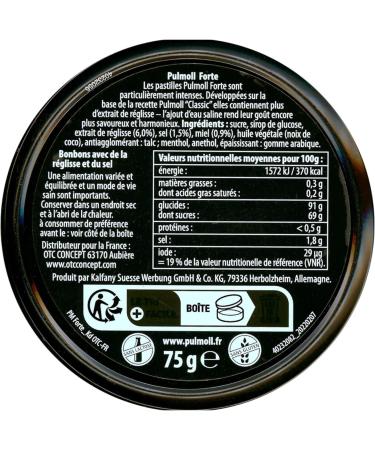 Pulmoll Forte
Les pastilles Pulmoll Forte sont
particulièrement intenses. Développées sur la
base de la recette Pulmoll "Classic" elles contiennent plus
d'extrait de réglisse – l'ajout d'eau saline rend leur goût encore
plus savoureux et harmonieux. Ingrédients : sucre, sirop de glucose,
extrait de réglisse (6,0%), sel (1,5%), miel (0,9%), huile végétale (noix de
coco), antiagglomérant : talc ; menthol, anethol, épaississant : gomme arabique.
Bonbons avec de la
réglisse et du sel
Une alimentation variée et
équilibrée et un mode de vie
sain sont importants.
Conserver dans un endroit sec
et à l'abri de la chaleur.
à consommer de préférence
avant le : voir côté de la boîte
Distributeur pour la France :
OTC CONCEPT 63170 Aubière
www.otcconcept.com
Valeurs nutritionnelles moyennes pour 100g :
énergie : 1572 kJ / 370 kcal
matières grasses : 0,3 g
dont acides gras saturés : 0,2 g
glucides 91 g
dont sucres : 69 g
protéines : < 0,5 g
sel : 1,8 g
iode : 29 µg
= 19 % de la valeur nutritionelle de référence (VNR).
Produit par Kalfany Suesse Werbung GmbH & Co. KG, 79336 Herbolzheim, Allemagne.
BOÎTE
www.pulmoll.fr
75 g ℮
PM Forte_Kd OTC-FR
40232082_20220207